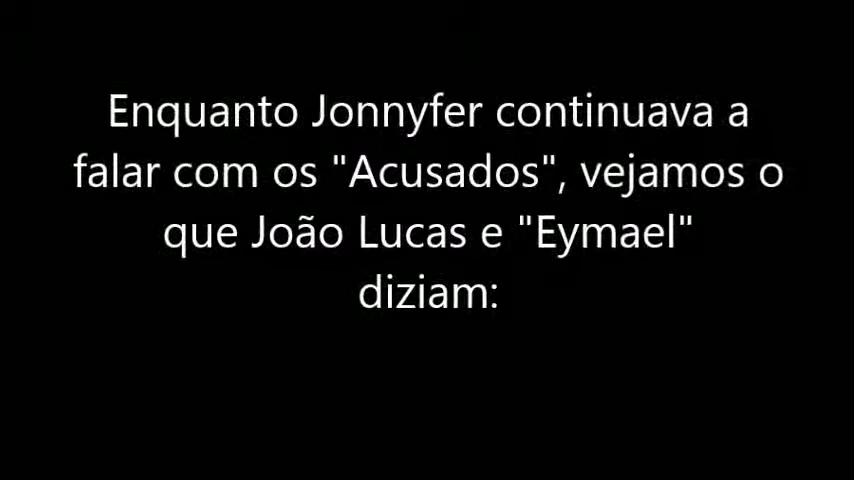 Enquanto Jonnyfer continuava a
falar com os "Acusados", vejamos o
que João Lucas e "Eymael"
diziam: